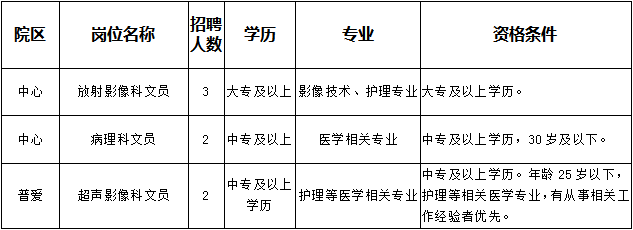 院区 岗位名称 招聘人数 学历 专业 资格条件
中心 放射影像科文员 3 大专及以上 影像技术、护理专业 大专及以上学历。
中心 病理科文员 2 中专及以上 医学相关专业 中专及以上学历，30岁及以下。
普爱 超声影像科文员 2 中专及以上学历 护理等医学相关专业 中专及以上学历。年龄25岁以下，
护理等相关医学专业，有从事相关工
作经验者优先。